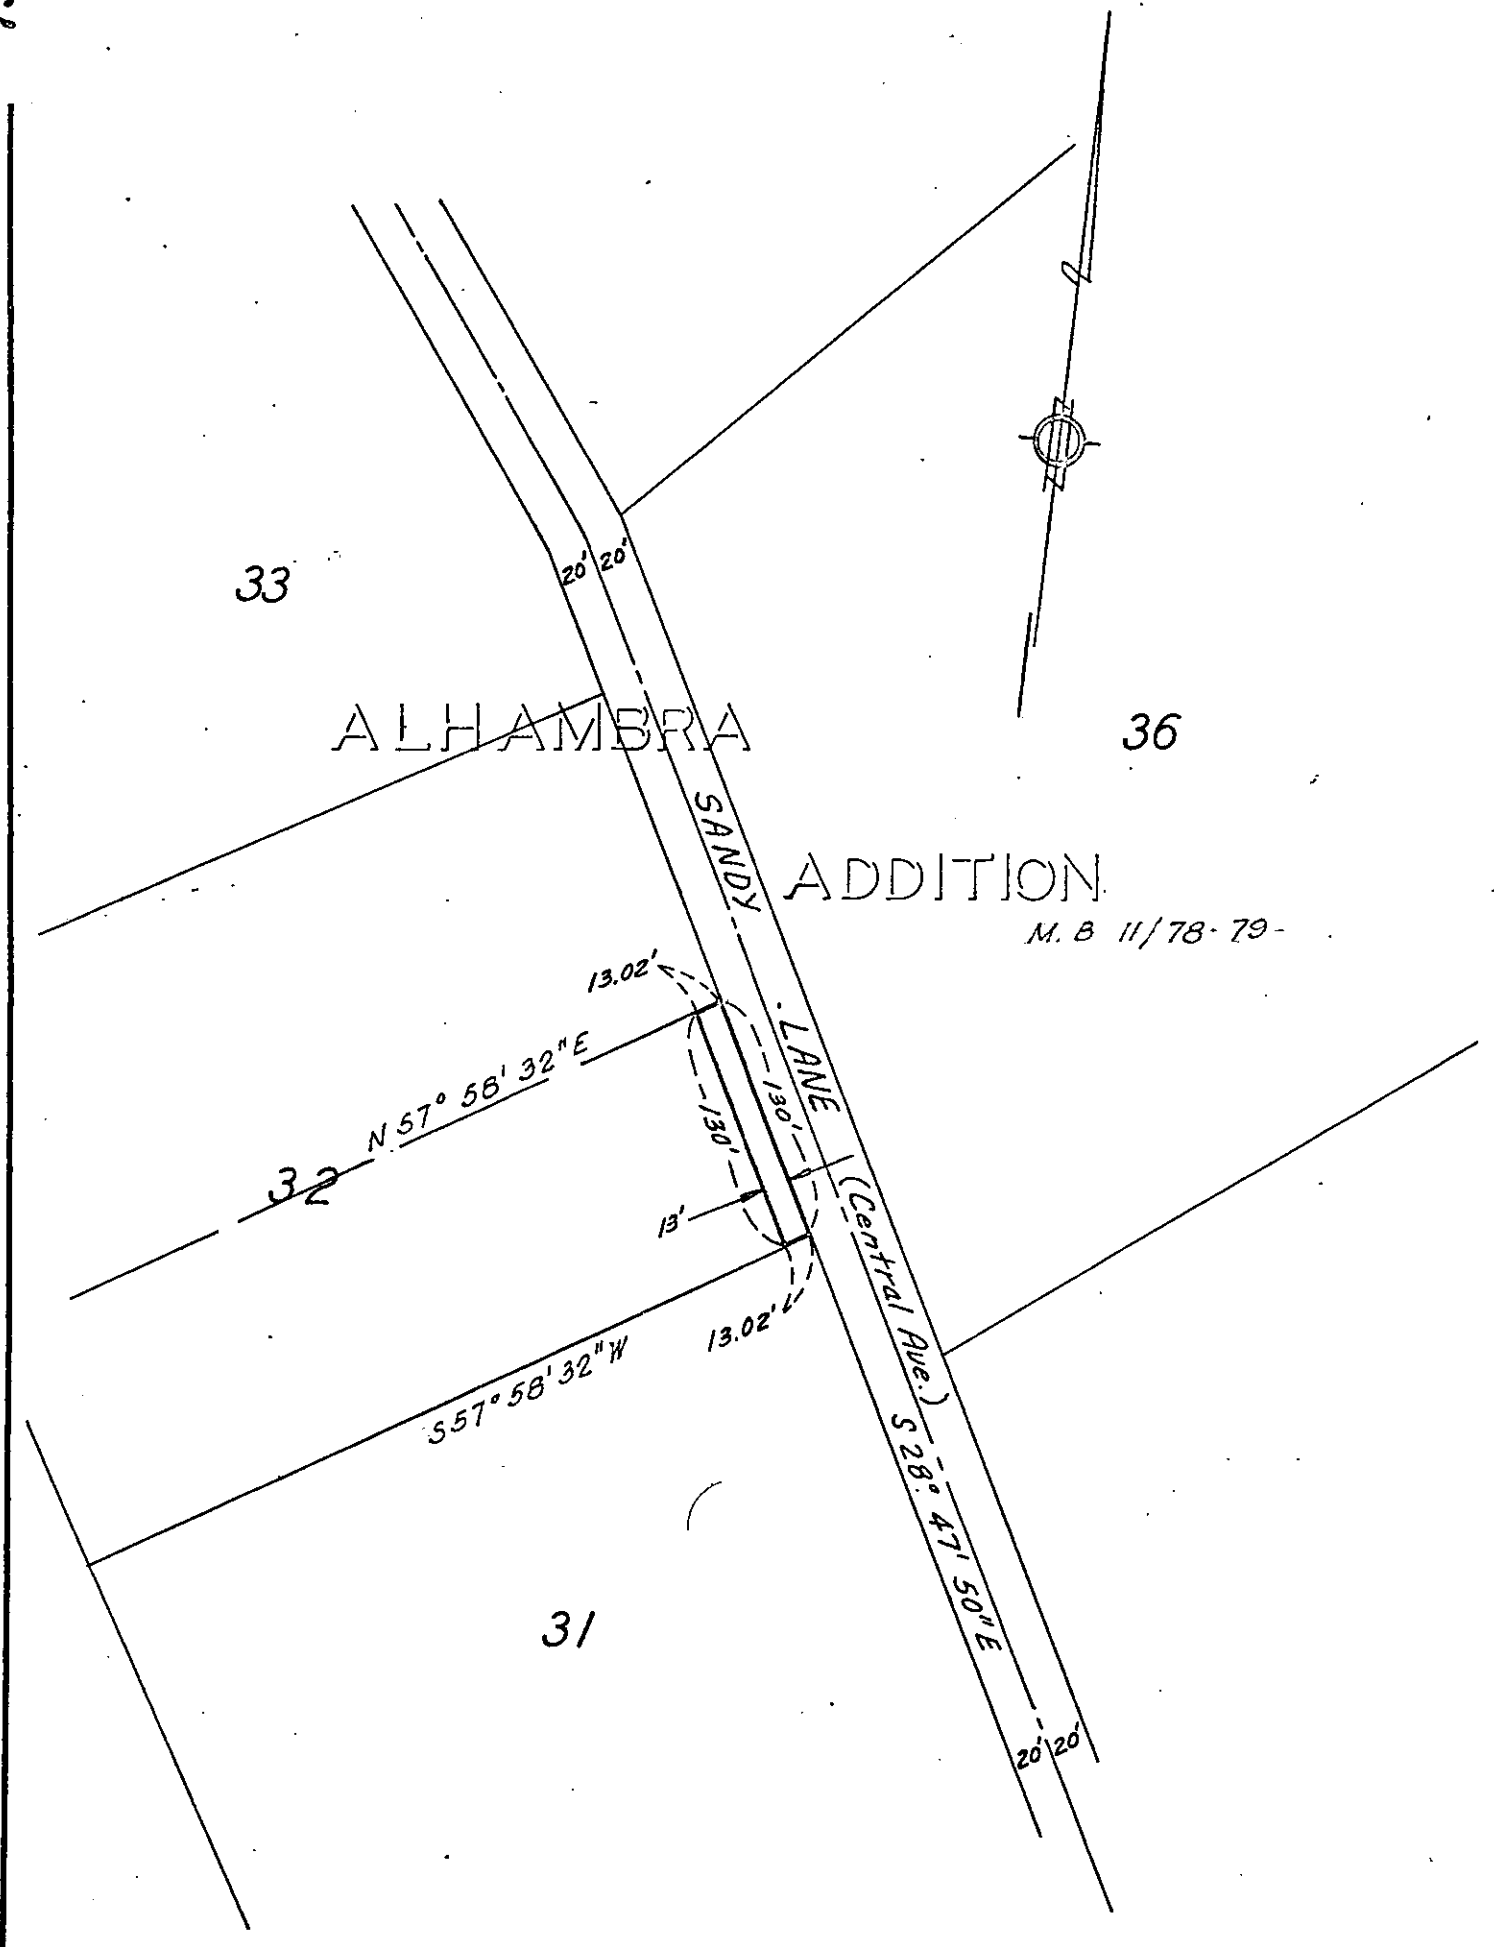 33
20' 20'
ALHAMBRA
36
SANDY LANE
ADDITION
M. B 11/78-79-
13.02'
N 57° 58' 32" E
130'
130'
32
13'
(Central Ave.)
13.02'
S 57° 58' 32" W
S 28° 47' 50" E
31
20' 20'